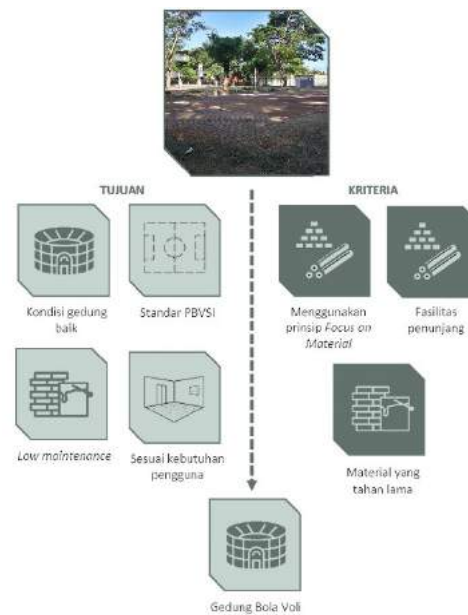 TUJUAN
KRITERIA
Kondisi gedung
baik
Standar PBVSI
Menggunakan
prinsip Focus on
Material
Fasilitas
penunjang
Low maintenance
Sesuai kebutuhan
pengguna
Material yang
tahan lama
Gedung Bola Voli